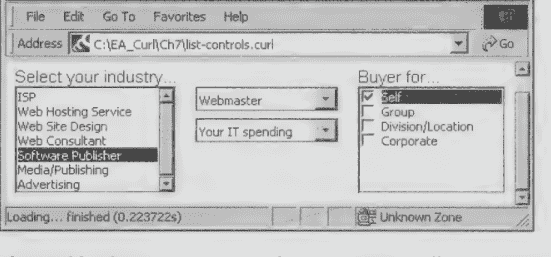 File Edit Go To Favorites Help
Address C:\EA_Curl\Ch7\list-controls.curl Go
Select your industry...
ISP
Web Hosting Service
Web Site Design
Web Consultant
Software Publisher
Media/Publishing
Advertising
Webmaster
Your IT spending
Buyer for...
Self
Group
Division/Location
Corporate
Loading... finished (0.223722s) Unknown Zone